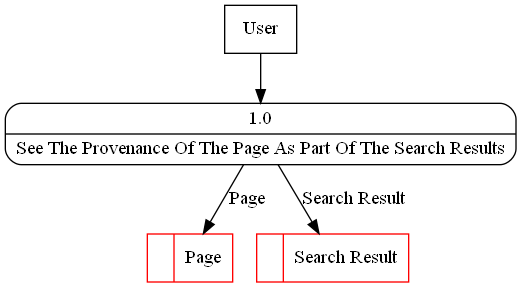 User
1.0
See The Provenance Of The Page As Part Of The Search Results
Page
Search Result
Page
Search Result